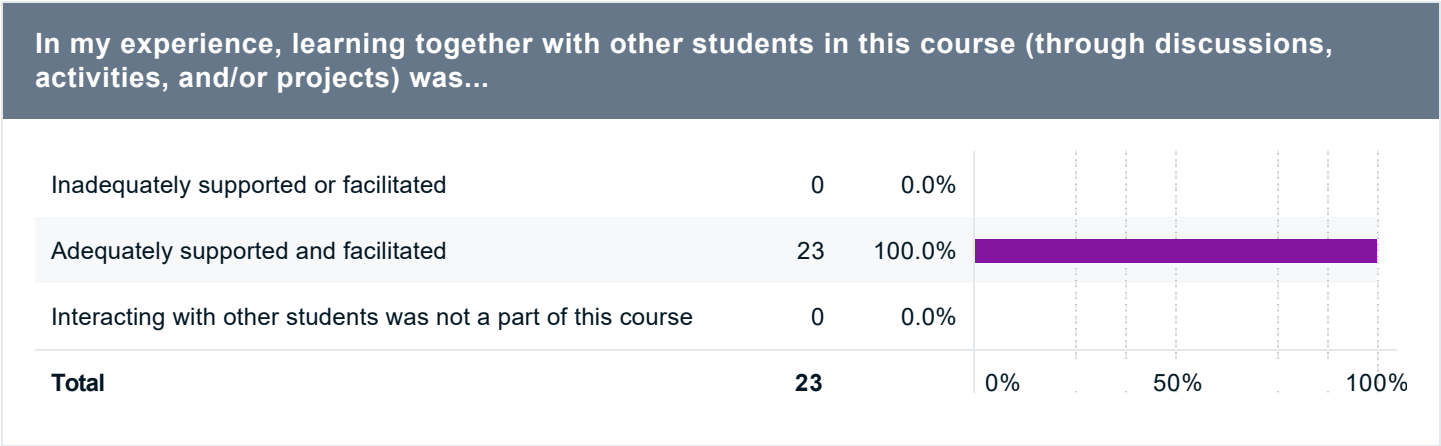 In my experience, learning together with other students in this course (through discussions,
activities, and/or projects) was...
Inadequately supported or facilitated 0 0.0%
Adequately supported and facilitated 23 100.0%
Interacting with other students was not a part of this course 0 0.0%
Total 23 0% 50% 100%